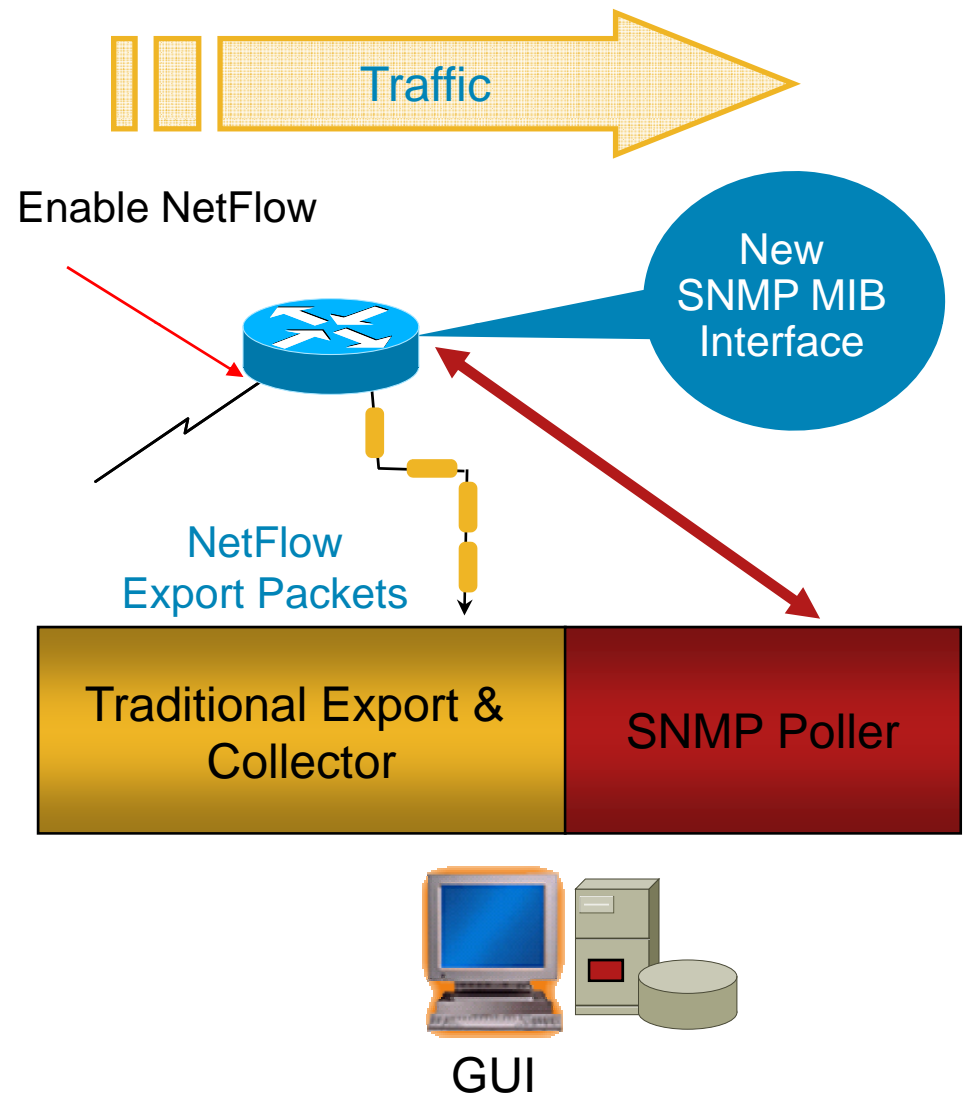 Traffic
Enable NetFlow
New
SNMP MIB
Interface
NetFlow
Export Packets
Traditional Export &
Collector
SNMP Poller
GUI